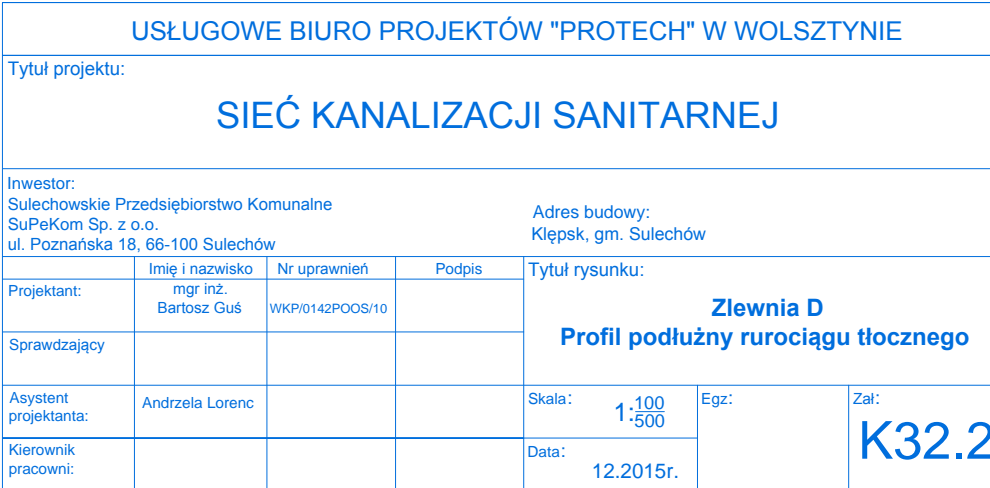 USŁUGOWE BIURO PROJEKTÓW "PROTECH" W WOLSZTYNIE
Tytuł projektu:
SIEĆ KANALIZACJI SANITARNEJ
Inwestor:
Sulechowskie Przedsiębiorstwo Komunalne
SuPeKom Sp. z o.o.
ul. Poznańska 18, 66-100 Sulechów
Adres budowy:
Klępsk, gm. Sulechów
Imię i nazwisko Nr uprawnień Podpis
Projektant:
mgr inż.
Bartosz Guś
WKP/0142POOS/10
Tytuł rysunku:
Zlewnia D
Profil podłużny rurociągu tłocznego
Sprawdzający
Asystent
projektanta:
Andrzela Lorenc
Skala:
1:100/500
Egz:
Zał:
K32.2
Kierownik
pracowni:
Data:
12.2015r.